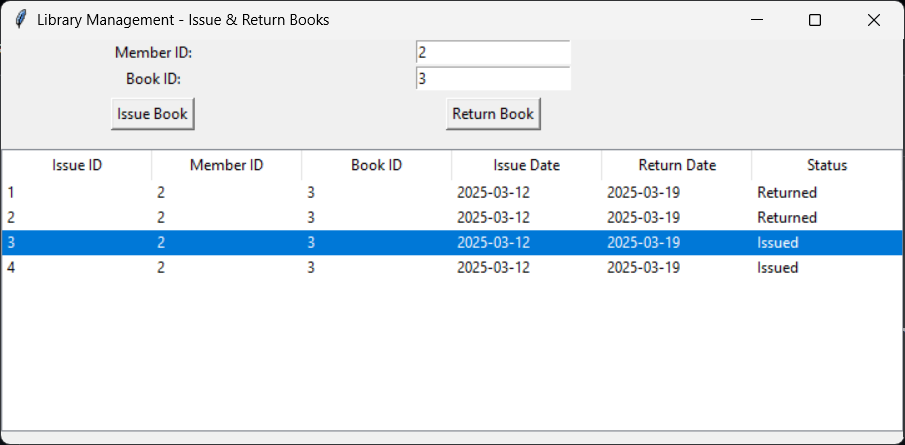 Library Management - Issue & Return Books
Member ID: 2
Book ID: 3
Issue Book Return Book
Issue ID Member ID Book ID Issue Date Return Date Status
1 2 3 2025-03-12 2025-03-19 Returned
2 2 3 2025-03-12 2025-03-19 Returned
3 2 3 2025-03-12 2025-03-19 Issued
4 2 3 2025-03-12 2025-03-19 Issued